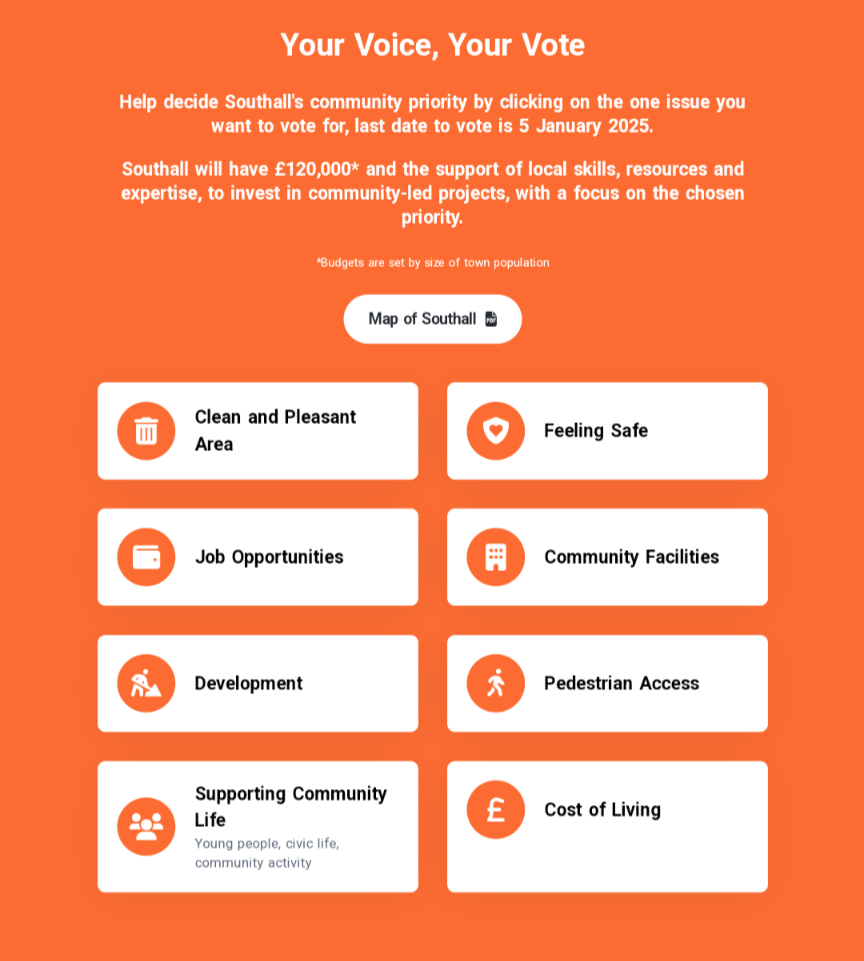 Your Voice, Your Vote
Help decide Southall's community priority by clicking on the one issue you
want to vote for, last date to vote is 5 January 2025.
Southall will have £120,000* and the support of local skills, resources and
expertise, to invest in community-led projects, with a focus on the chosen
priority.
*Budgets are set by size of town population
Map of Southall PDF
Clean and Pleasant
Area
Feeling Safe
Job Opportunities
Community Facilities
Development
Pedestrian Access
Supporting Community
Life
Young people, civic life,
community activity
£
Cost of Living